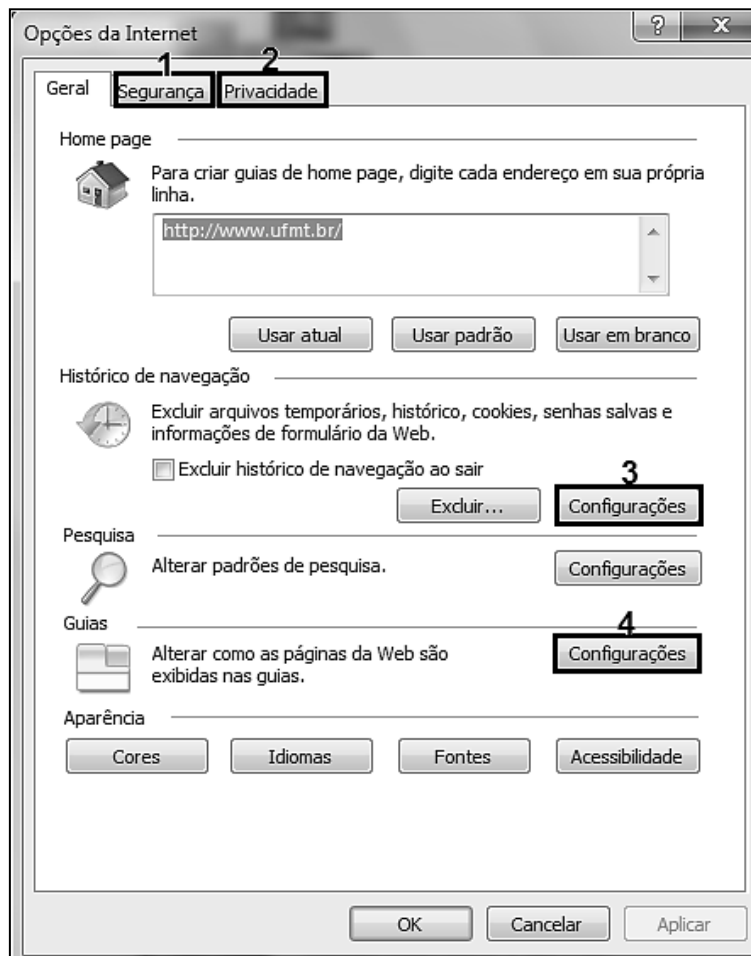 Opções da Internet
1
2
Geral
Segurança
Privacidade
Home page
Para criar guias de home page, digite cada endereço em sua própria
linha.
http://www.ufmt.br/
Usar atual
Usar padrão
Usar em branco
Histórico de navegação
Excluir arquivos temporários, histórico, cookies, senhas salvas e
informações de formulário da Web.
Excluir histórico de navegação ao sair
3
Excluir...
Configurações
Pesquisa
Alterar padrões de pesquisa.
Configurações
Guias
4
Alterar como as páginas da Web são
exibidas nas guias.
Configurações
Aparência
Cores
Idiomas
Fontes
Acessibilidade
OK
Cancelar
Aplicar